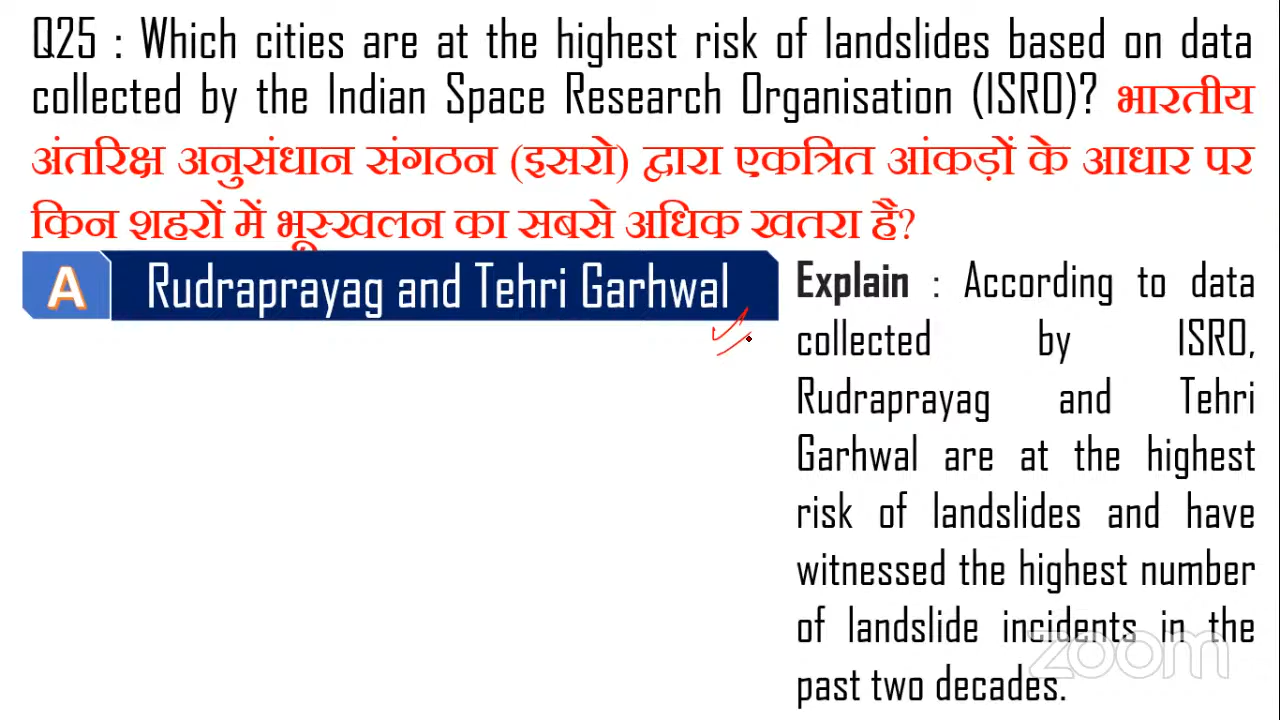 Q25 : Which cities are at the highest risk of landslides based on data
collected by the Indian Space Research Organisation (ISRO)? भारतीय
अंतरिक्ष अनुसंधान संगठन (इसरो) द्वारा एकत्रित आंकड़ों के आधार पर
किन शहरों में भूस्खलन का सबसे अधिक खतरा है?
A Rudraprayag and Tehri Garhwal
Explain : According to data
collected by ISRO,
Rudraprayag and Tehri
Garhwal are at the highest
risk of landslides and have
witnessed the highest number
of landslide incidents in the
past two decades.
zoom